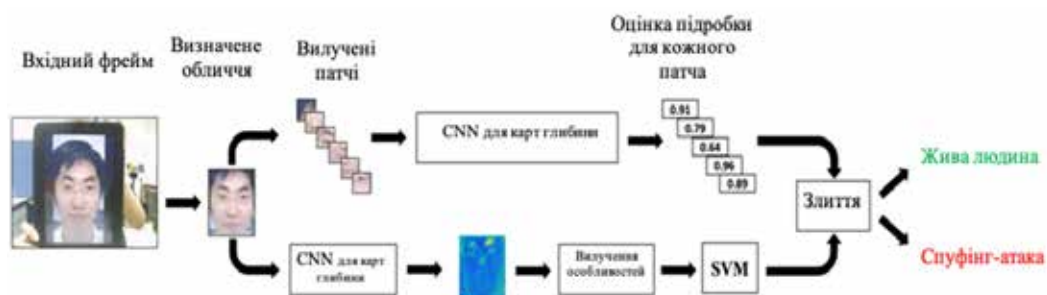 Вхідний фрейм
Визначене
обличчя
Вилучені
патчі
Оцінка підробки
для кожного
патча
CNN для карт глибини
0.91
0.79
0.64
0.96
0.89
CNN для карт
глибини
Вилучення
особливостей
SVM
Злиття
Жива людина
Спуфінг-атака